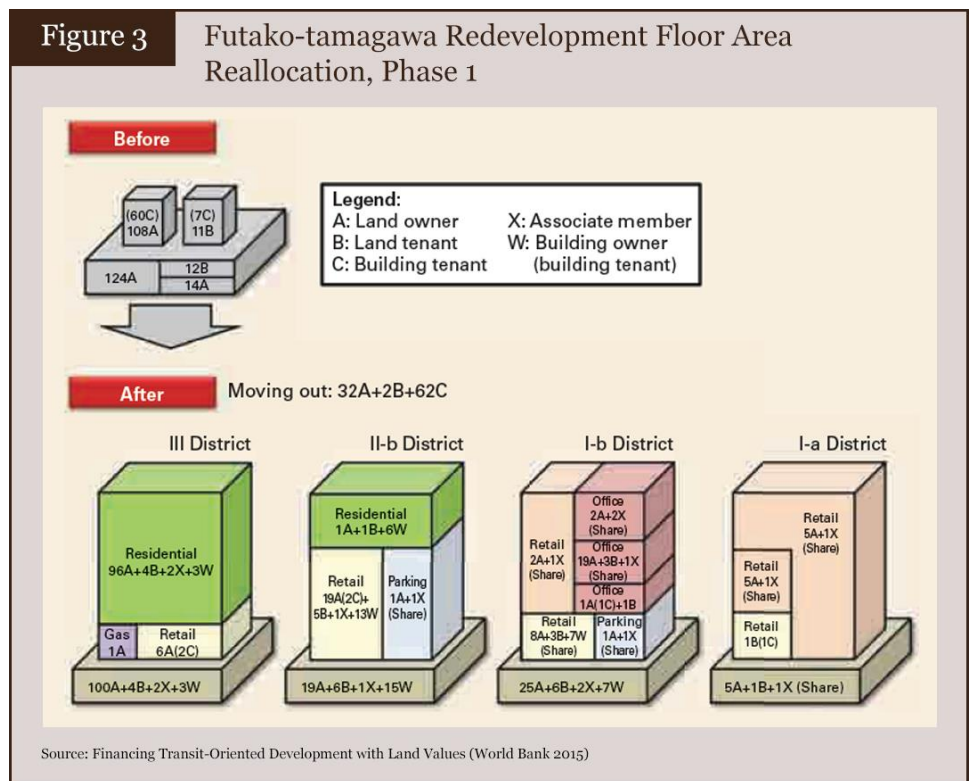 Figure 3
Futako-tamagawa Redevelopment Floor Area
Reallocation, Phase 1
Before
(60C)
108A
(7C)
11B
124A
12B
14A
Legend:
A: Land owner
B: Land tenant
C: Building tenant
X: Associate member
W: Building owner
(building tenant)
After
Moving out: 32A+2B+62C
III District
Residential
96A+4B+2X+3W
Gas
1A
Retail
6A(2C)
100A+4B+2X+3W
II-b District
Residential
1A+1B+6W
Retail
19A(2C)+
5B+1X+13W
Parking
1A+1X
(Share)
19A+6B+1X+15W
I-b District
Retail
2A+1X
(Share)
Office
2A+2X
(Share)
Office
19A+3B+1X
(Share)
Office
1A(1C)+1B
Retail
8A+3B+7W
(Share)
Parking
1A+1X
(Share)
25A+6B+2X+7W
I-a District
Retail
5A+1X
(Share)
Retail
5A+1X
(Share)
Retail
1B(1C)
5A+1B+1X (Share)
Source: Financing Transit-Oriented Development with Land Values (World Bank 2015)